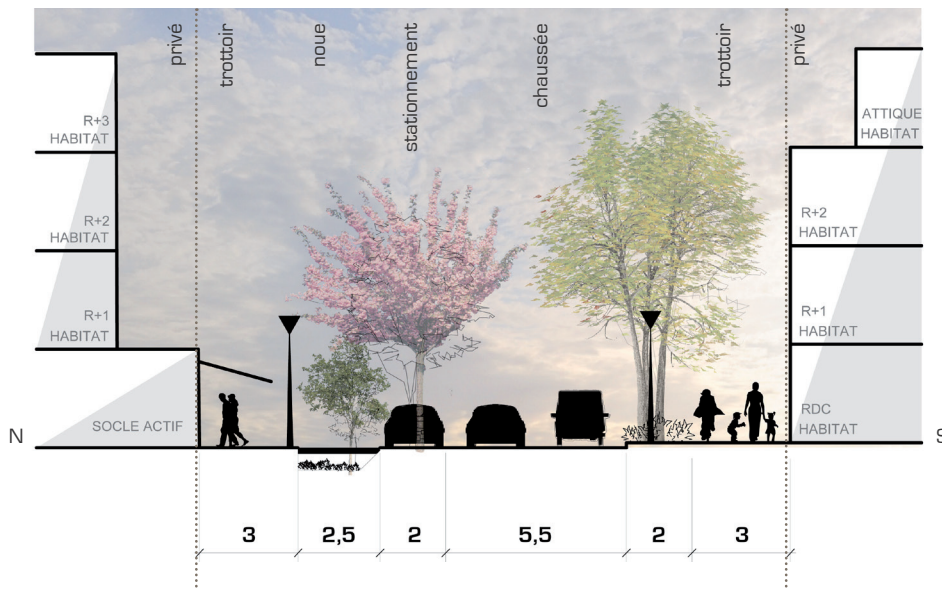 privé
trottoir
noue
stationnement
chaussée
trottoir
privé
R+3
HABITAT
R+2
HABITAT
R+1
HABITAT
SOCLE ACTIF
N
ATTIQUE
HABITAT
R+2
HABITAT
R+1
HABITAT
RDC
HABITAT
S
3
2,5
2
5,5
2
3